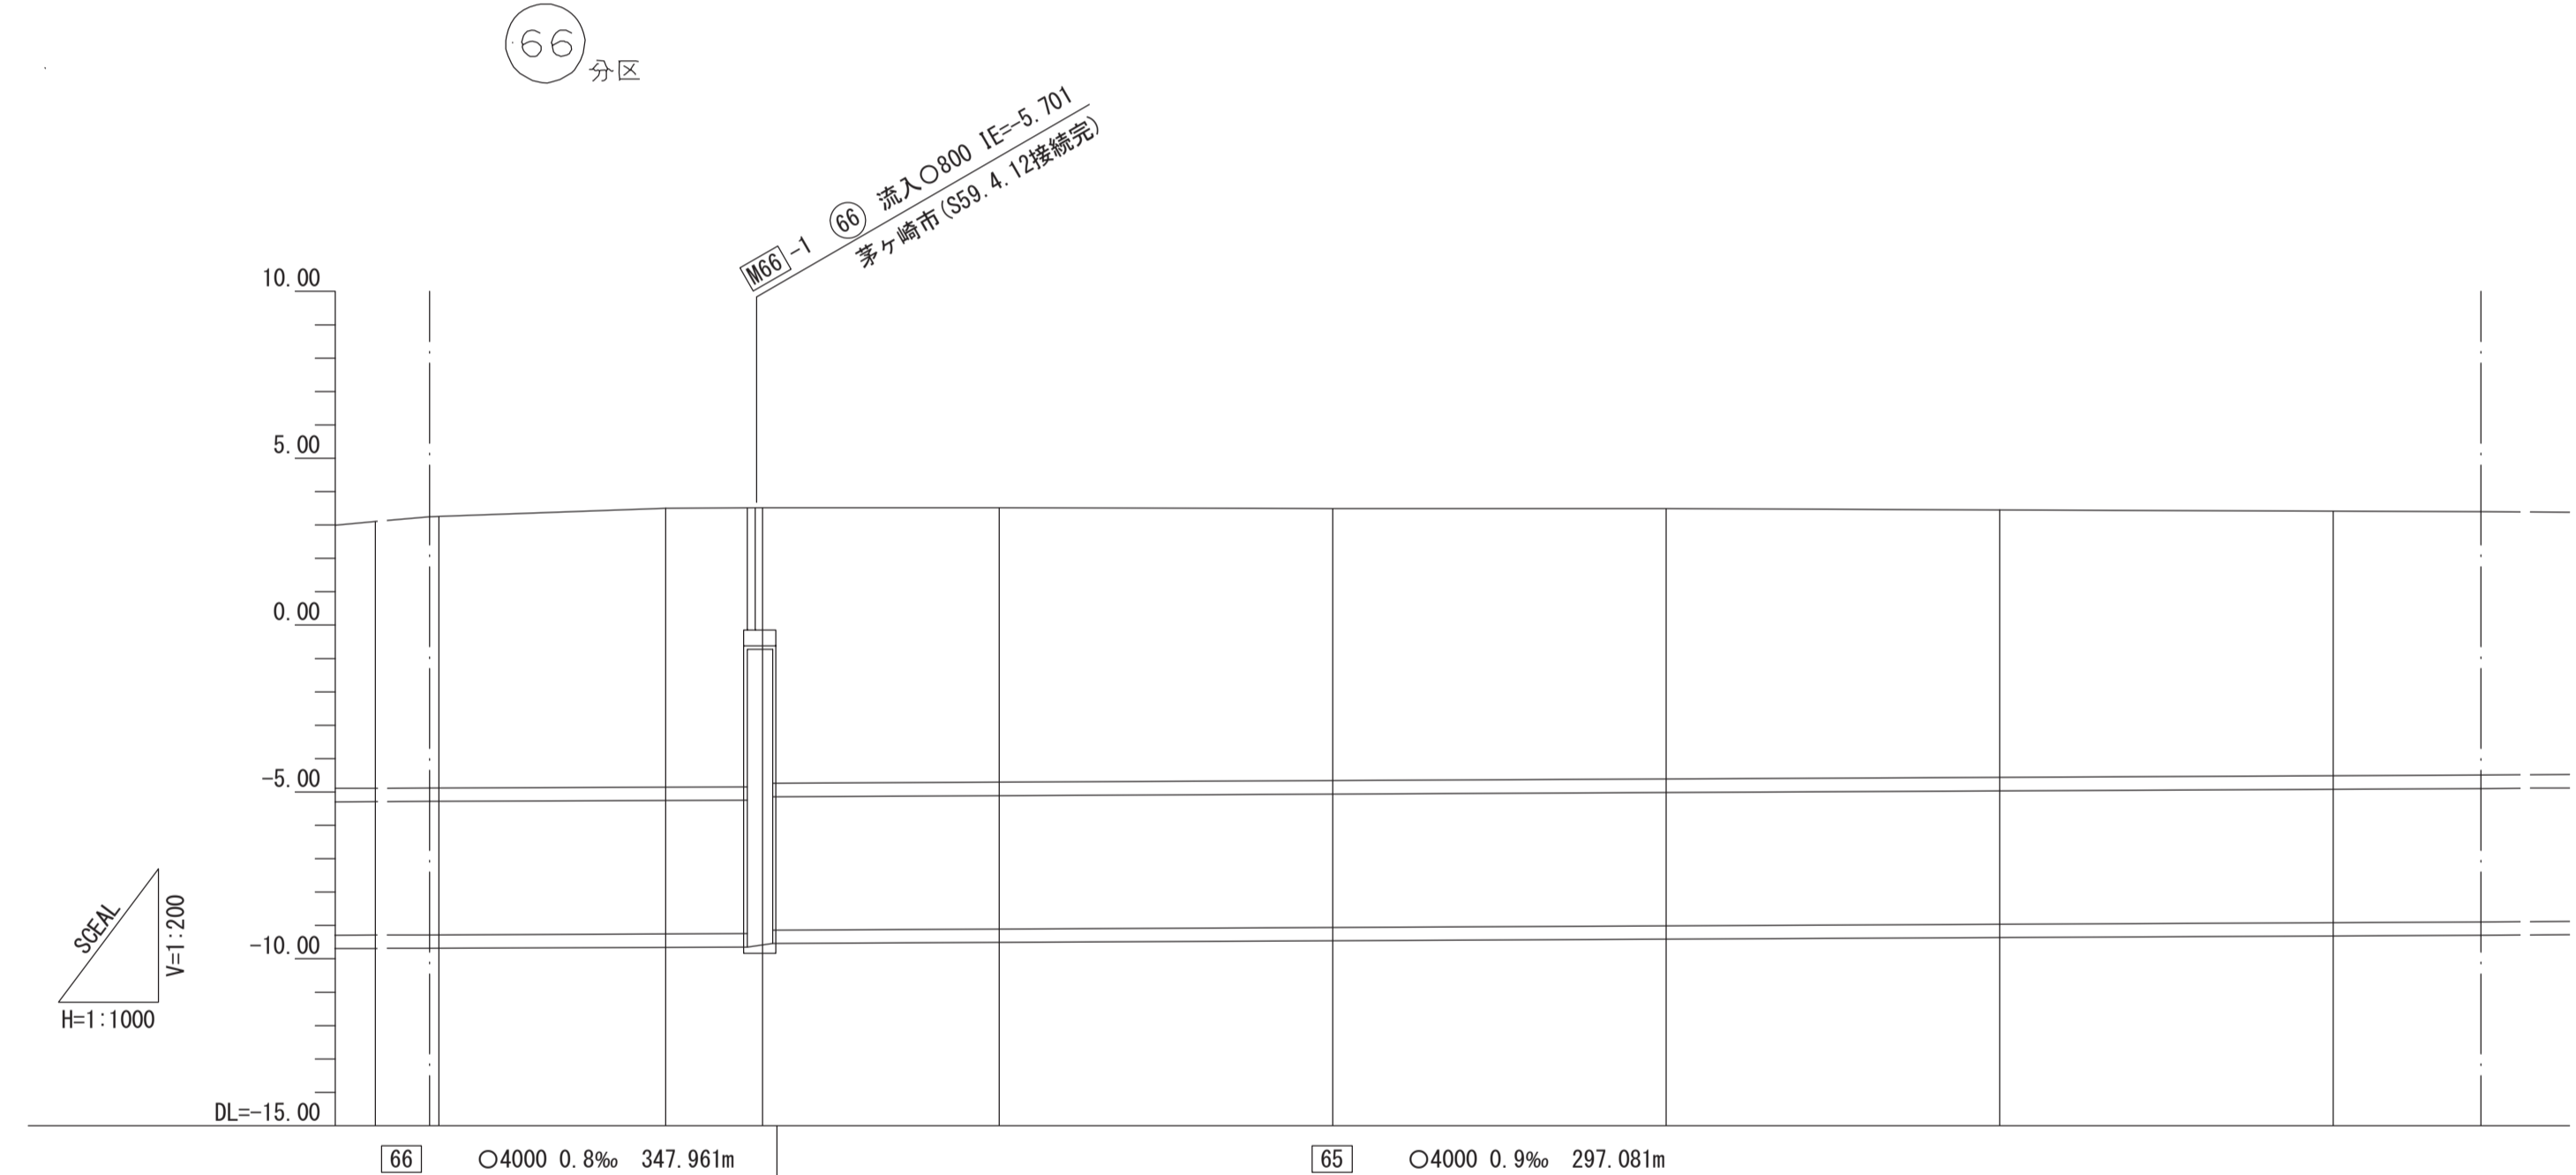 66 分区
M66 -1 66 流入○800 IE=-5.701
茅ヶ崎市(S59.4.12接続完)
10.00
5.00
0.00
-5.00
-10.00
DL=-15.00
SCEAL
V=1:200
H=1:1000
66 ○4000 0.8‰ 347.961m
65 ○4000 0.9‰ 297.081m